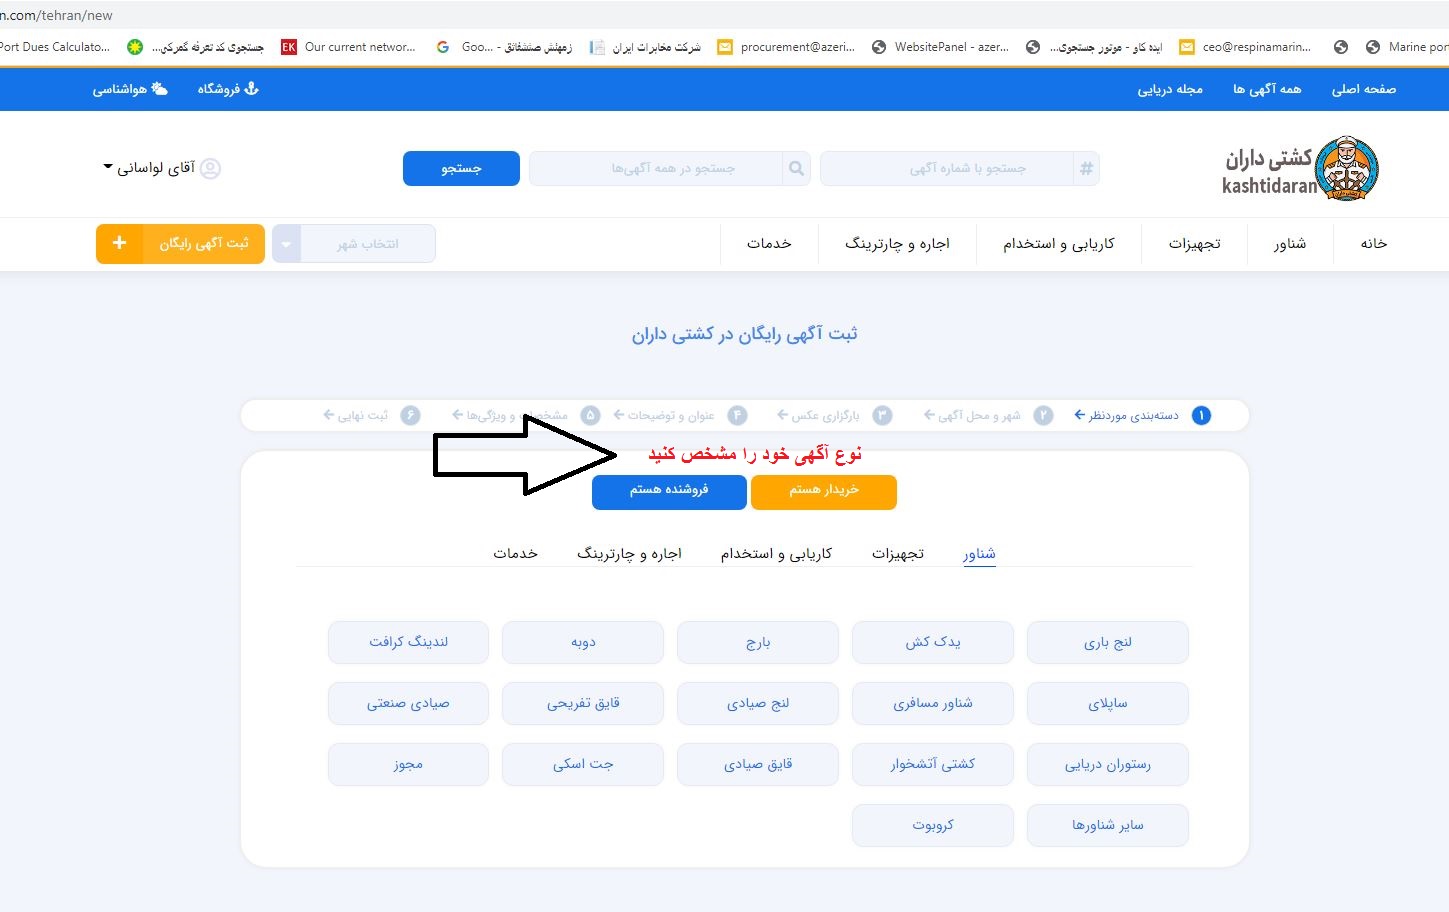 n.com/tehran/new
Port Dues Calculato... جستجوی کد تعرفه گمرکی... EK Our current networ... G زمهنش صنشفانق - ...Goo شرکت مخابرات ایران procurement@azeri... WebsitePanel - azer... ایده کاو - موتور جستجوی... ceo@respinamarin... Marine por
صفحه اصلی همه آگهی ها مجله دریایی فروشگاه هواشناسی
کشتی داران
kashtidaran
# جستجو با شماره آگهی جستجو در همه آگهی‌ها جستجو آقای لواسانی
خانه شناور تجهیزات کاریابی و استخدام اجاره و چارترینگ خدمات انتخاب شهر ثبت آگهی رایگان +
ثبت آگهی رایگان در کشتی داران
۱ دسته‌بندی موردنظر ۲ شهر و محل آگهی ۳ بارگزاری عکس ۴ عنوان و توضیحات ۵ مشخصات و ویژگی‌ها ۶ ثبت نهایی
نوع آگهی خود را مشخص کنید
خریدار هستم فروشنده هستم
شناور تجهیزات کاریابی و استخدام اجاره و چارترینگ خدمات
لنج باری یدک کش بارج دوبه لندینگ کرافت
ساپلای شناور مسافری لنج صیادی قایق تفریحی صیادی صنعتی
رستوران دریایی کشتی آتشخوار قایق صیادی جت اسکی مجوز
سایر شناورها کروبوت